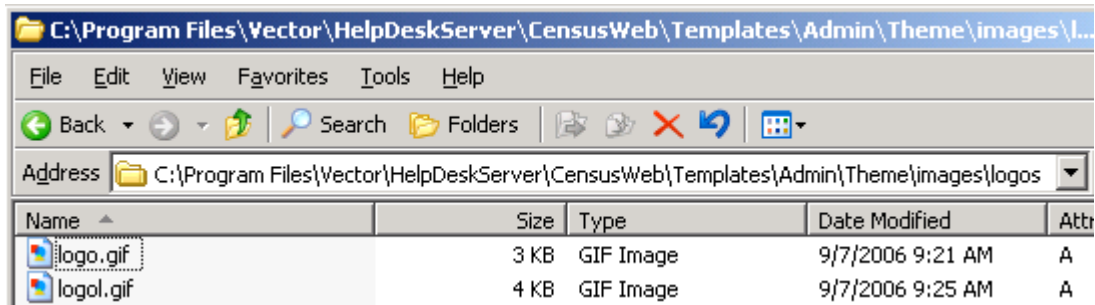 C:\Program Files\Vector\HelpDeskServer\CensusWeb\Templates\Admin\Theme\images\l...
File Edit View Favorites Tools Help
Back Search Folders
Address C:\Program Files\Vector\HelpDeskServer\CensusWeb\Templates\Admin\Theme\images\logos
Name Size Type Date Modified Attr
logo.gif 3 KB GIF Image 9/7/2006 9:21 AM A
logol.gif 4 KB GIF Image 9/7/2006 9:25 AM A